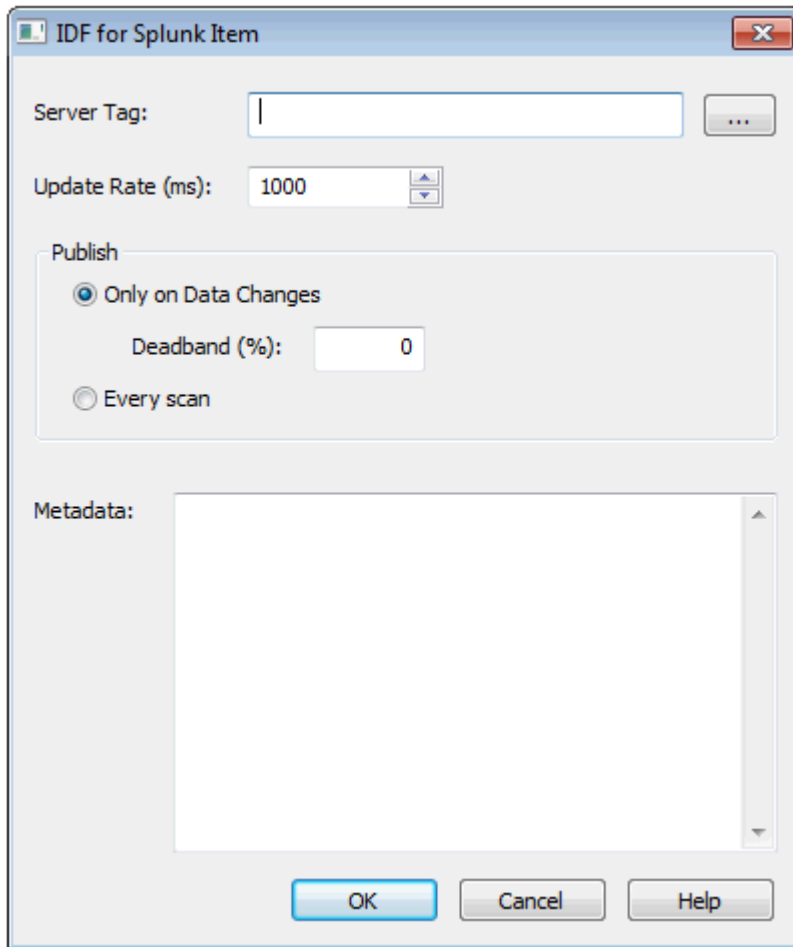 IDF for Splunk Item
Server Tag:
...
Update Rate (ms): 1000
Publish
Only on Data Changes
Deadband (%): 0
Every scan
Metadata:
OK Cancel Help